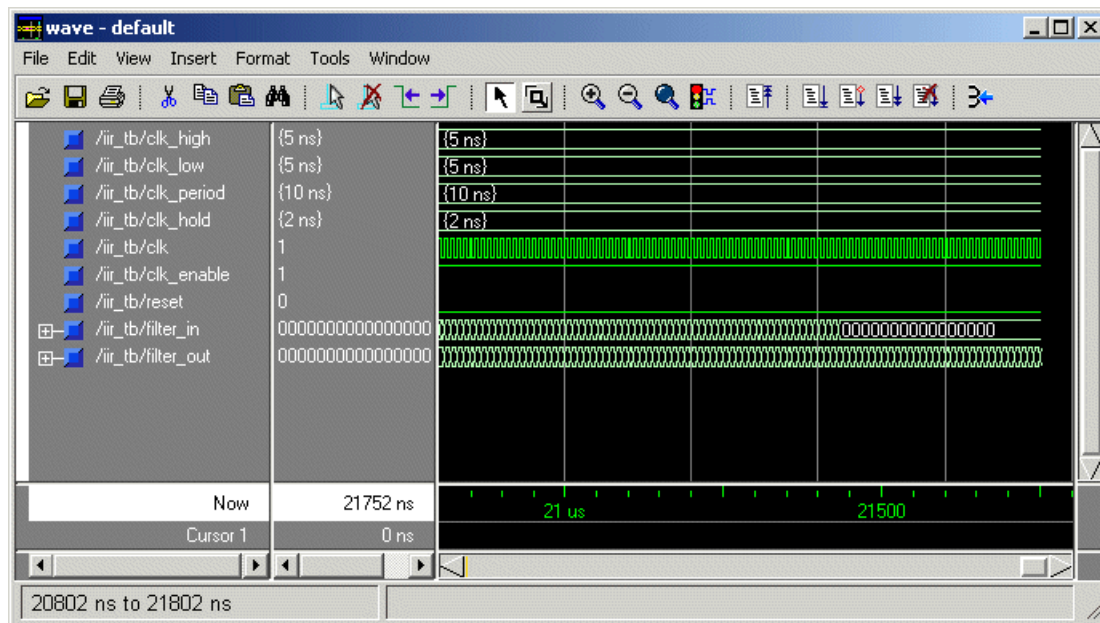 wave - default
File Edit View Insert Format Tools Window
/iir_tb/clk_high {5 ns} {5 ns}
/iir_tb/clk_low {5 ns} {5 ns}
/iir_tb/clk_period {10 ns} {10 ns}
/iir_tb/clk_hold {2 ns} {2 ns}
/iir_tb/clk 1
/iir_tb/clk_enable 1
/iir_tb/reset 0
/iir_tb/filter_in 0000000000000000 0000000000000000
/iir_tb/filter_out 0000000000000000
Now 21752 ns 21 us 21500
Cursor 1 0 ns
20802 ns to 21802 ns